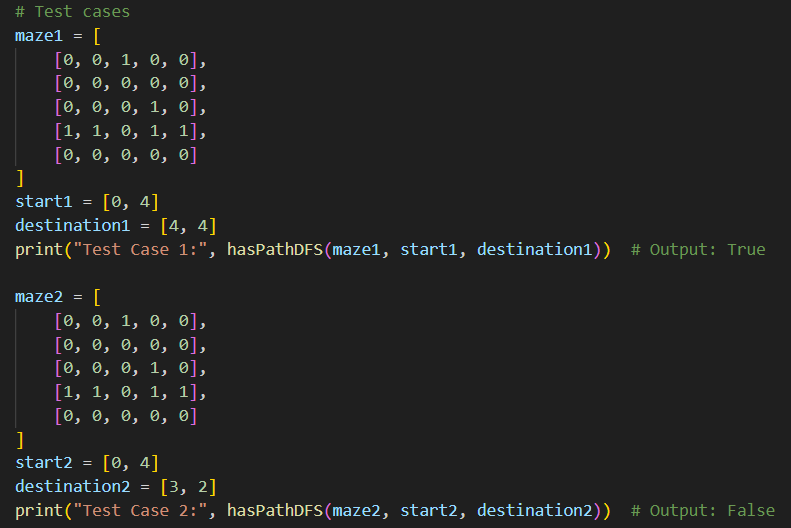 # Test cases
maze1 = [
    [0, 0, 1, 0, 0],
    [0, 0, 0, 0, 0],
    [0, 0, 0, 1, 0],
    [1, 1, 0, 1, 1],
    [0, 0, 0, 0, 0]
]
start1 = [0, 4]
destination1 = [4, 4]
print("Test Case 1:", hasPathDFS(maze1, start1, destination1))  # Output: True
maze2 = [
    [0, 0, 1, 0, 0],
    [0, 0, 0, 0, 0],
    [0, 0, 0, 1, 0],
    [1, 1, 0, 1, 1],
    [0, 0, 0, 0, 0]
]
start2 = [0, 4]
destination2 = [3, 2]
print("Test Case 2:", hasPathDFS(maze2, start2, destination2))  # Output: False